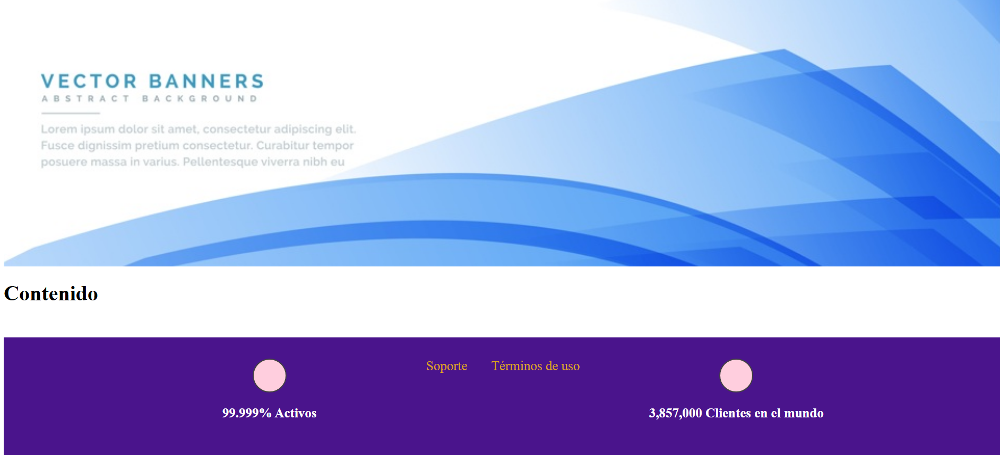 VECTOR BANNERS
ABSTRACT BACKGROUND
Lorem ipsum dolor sit amet, consectetur adipiscing elit.
Fusce dignissim pretium consectetur. Curabitur tempor
posuere massa in varius. Pellentesque viverra nibh eu
Contenido
Soporte Términos de uso
99.999% Activos
3,857,000 Clientes en el mundo